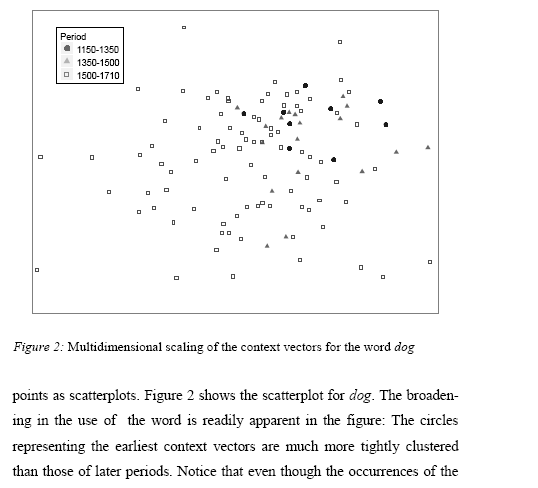 Period
1150-1350
1350-1500
1500-1710
Figure 2: Multidimensional scaling of the context vectors for the word dog
points as scatterplots. Figure 2 shows the scatterplot for dog. The broaden-
ing in the use of the word is readily apparent in the figure: The circles
representing the earliest context vectors are much more tightly clustered
than those of later periods. Notice that even though the occurrences of the